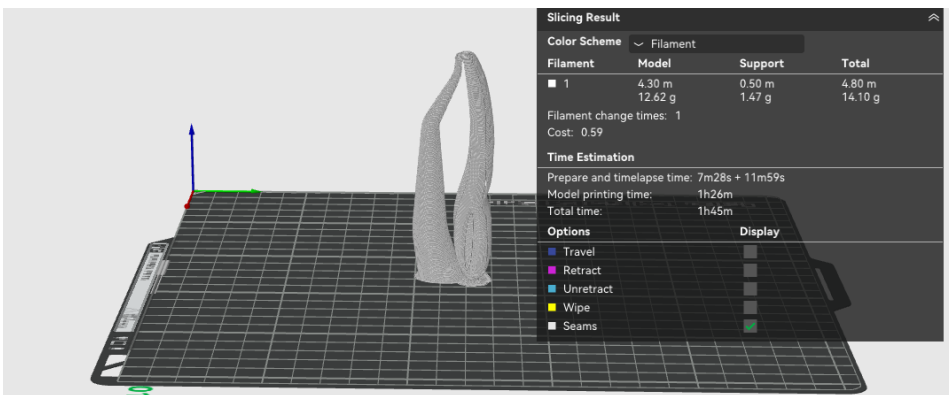 Slicing Result
Color Scheme Filament
Filament Model Support Total
1 4.30 m 0.50 m 4.80 m
12.62 g 1.47 g 14.10 g
Filament change times: 1
Cost: 0.59
Time Estimation
Prepare and timelapse time: 7m28s + 11m59s
Model printing time: 1h26m
Total time: 1h45m
Options Display
Travel
Retract
Unretract
Wipe
Seams